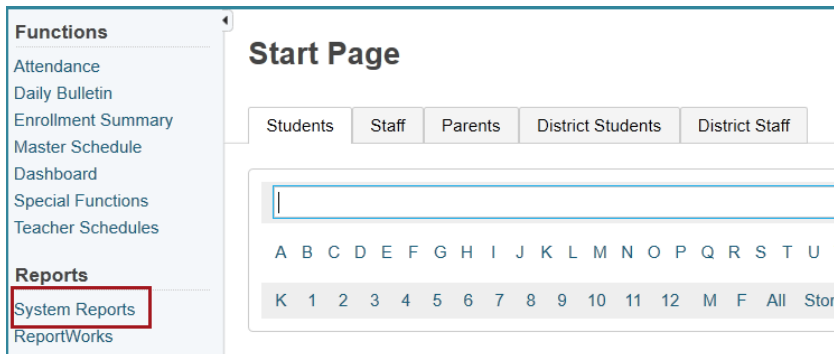 Functions
Attendance
Daily Bulletin
Enrollment Summary
Master Schedule
Dashboard
Special Functions
Teacher Schedules
Reports
System Reports
ReportWorks
Start Page
Students Staff Parents District Students District Staff
A B C D E F G H I J K L M N O P Q R S T U
K 1 2 3 4 5 6 7 8 9 10 11 12 M F All Stor